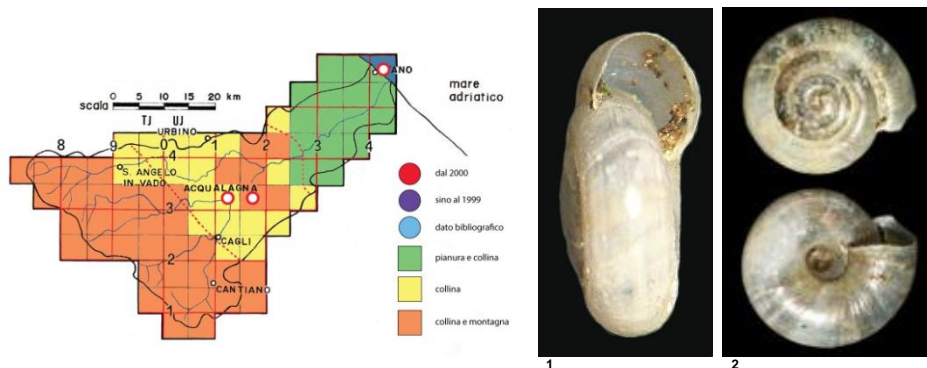 ANO
mare
adriatico
scala 0 5 10 15 20 km
TJ UJ
URBINO
8 9 0 1 2 3 4
4
S. ANGELO
IN VADO
ACQUALAGNA
3
CAGLI
2
CANTIANO
1
dal 2000
sino al 1999
dato bibliografico
pianura e collina
collina
collina e montagna
1
2